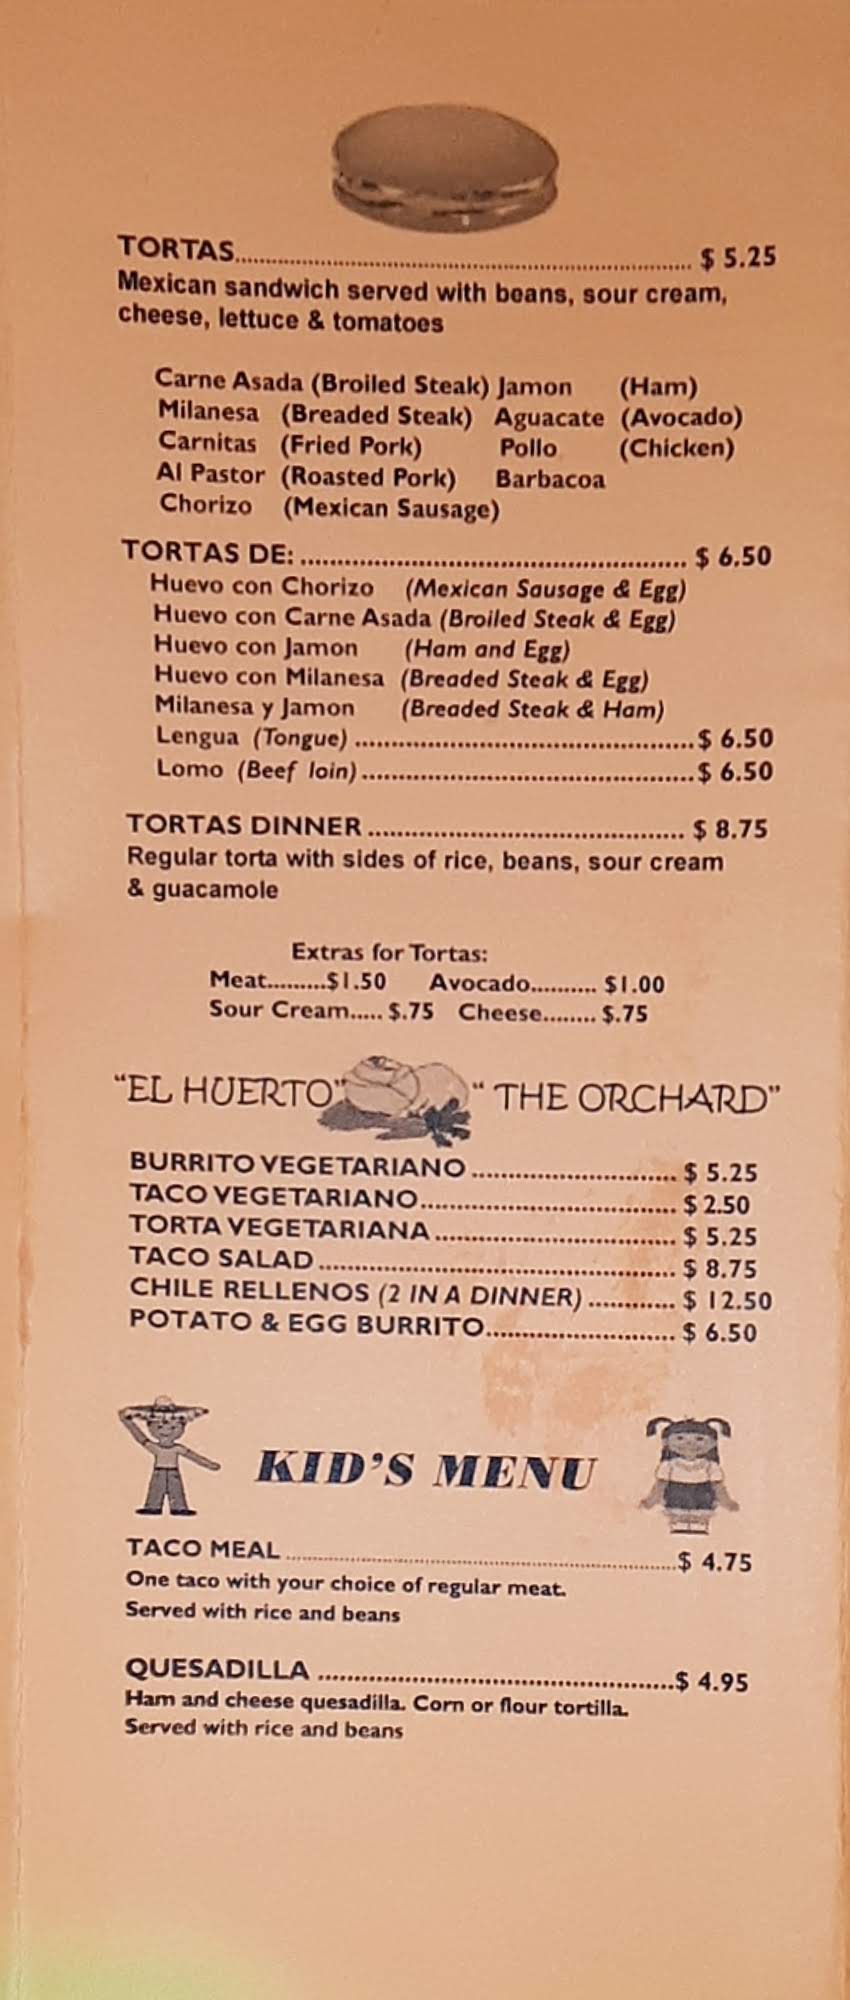 TORTAS.......... $ 5.25
Mexican sandwich served with beans, sour cream,
cheese, lettuce & tomatoes
Carne Asada (Broiled Steak) Jamon (Ham)
Milanesa (Breaded Steak) Aguacate (Avocado)
Carnitas (Fried Pork) Pollo (Chicken)
Al Pastor (Roasted Pork) Barbacoa
Chorizo (Mexican Sausage)
TORTAS DE: .......... $ 6.50
Huevo con Chorizo (Mexican Sausage & Egg)
Huevo con Carne Asada (Broiled Steak & Egg)
Huevo con Jamon (Ham and Egg)
Huevo con Milanesa (Breaded Steak & Egg)
Milanesa y Jamon (Breaded Steak & Ham)
Lengua (Tongue) .......... $ 6.50
Lomo (Beef loin) .......... $ 6.50
TORTAS DINNER .......... $ 8.75
Regular torta with sides of rice, beans, sour cream
& guacamole
Extras for Tortas:
Meat.........$1.50 Avocado.......... $1.00
Sour Cream..... $.75 Cheese........ $.75
"EL HUERTO" " THE ORCHARD"
BURRITO VEGETARIANO .......... $ 5.25
TACO VEGETARIANO.......... $ 2.50
TORTA VEGETARIANA .......... $ 5.25
TACO SALAD .......... $ 8.75
CHILE RELLENOS (2 IN A DINNER) ............ $ 12.50
POTATO & EGG BURRITO.......... $ 6.50
KID'S MENU
TACO MEAL .......... $ 4.75
One taco with your choice of regular meat.
Served with rice and beans
QUESADILLA .......... $ 4.95
Ham and cheese quesadilla. Corn or flour tortilla.
Served with rice and beans